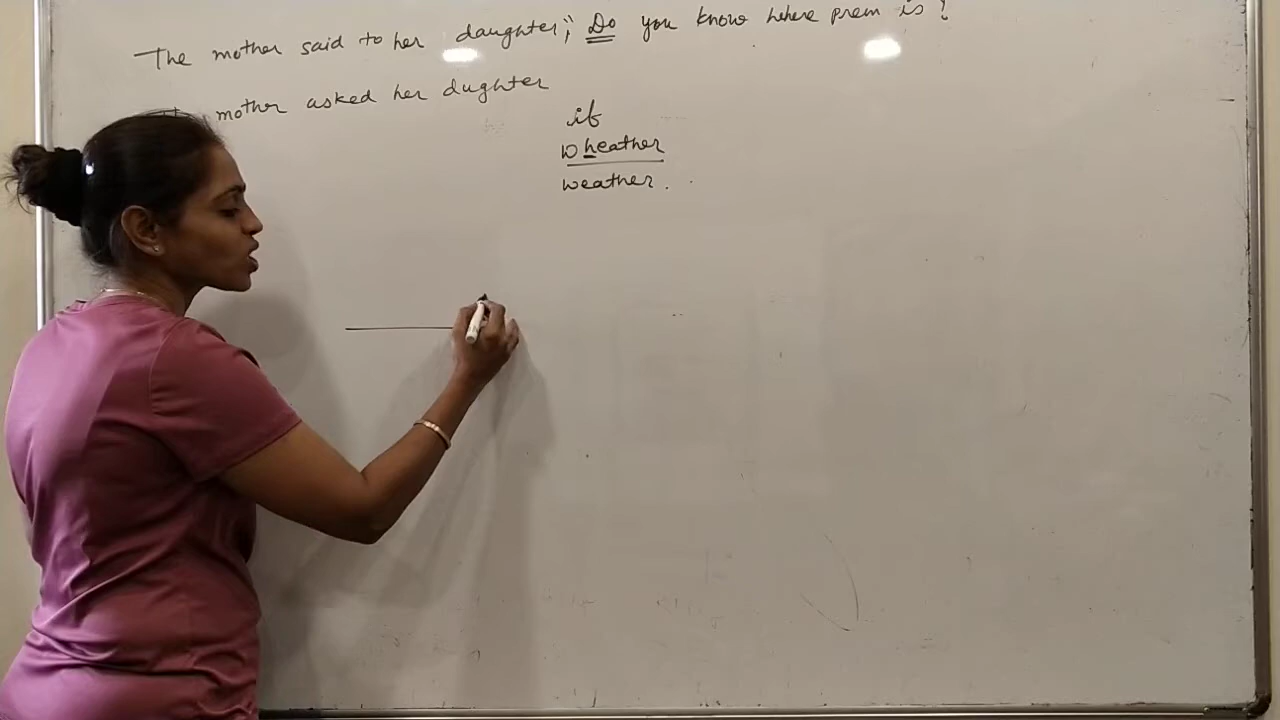 The mother said to her daughter," Do you know where prem is?
mother asked her dughter
if
wheather
weather.